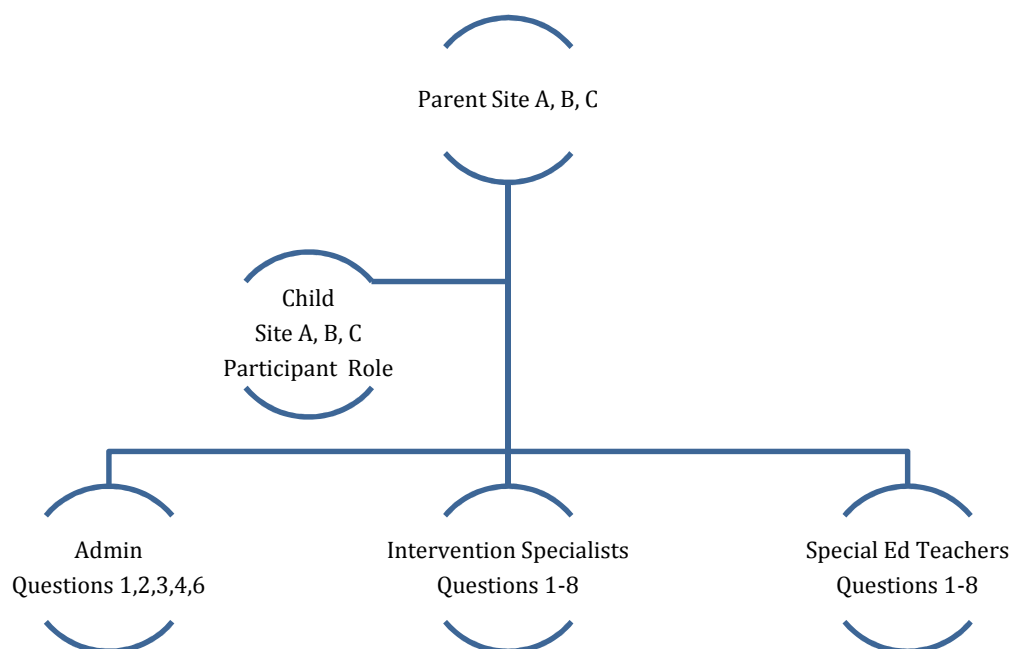 Parent Site A, B, C
Child
Site A, B, C
Participant Role
Admin
Questions 1,2,3,4,6
Intervention Specialists
Questions 1-8
Special Ed Teachers
Questions 1-8